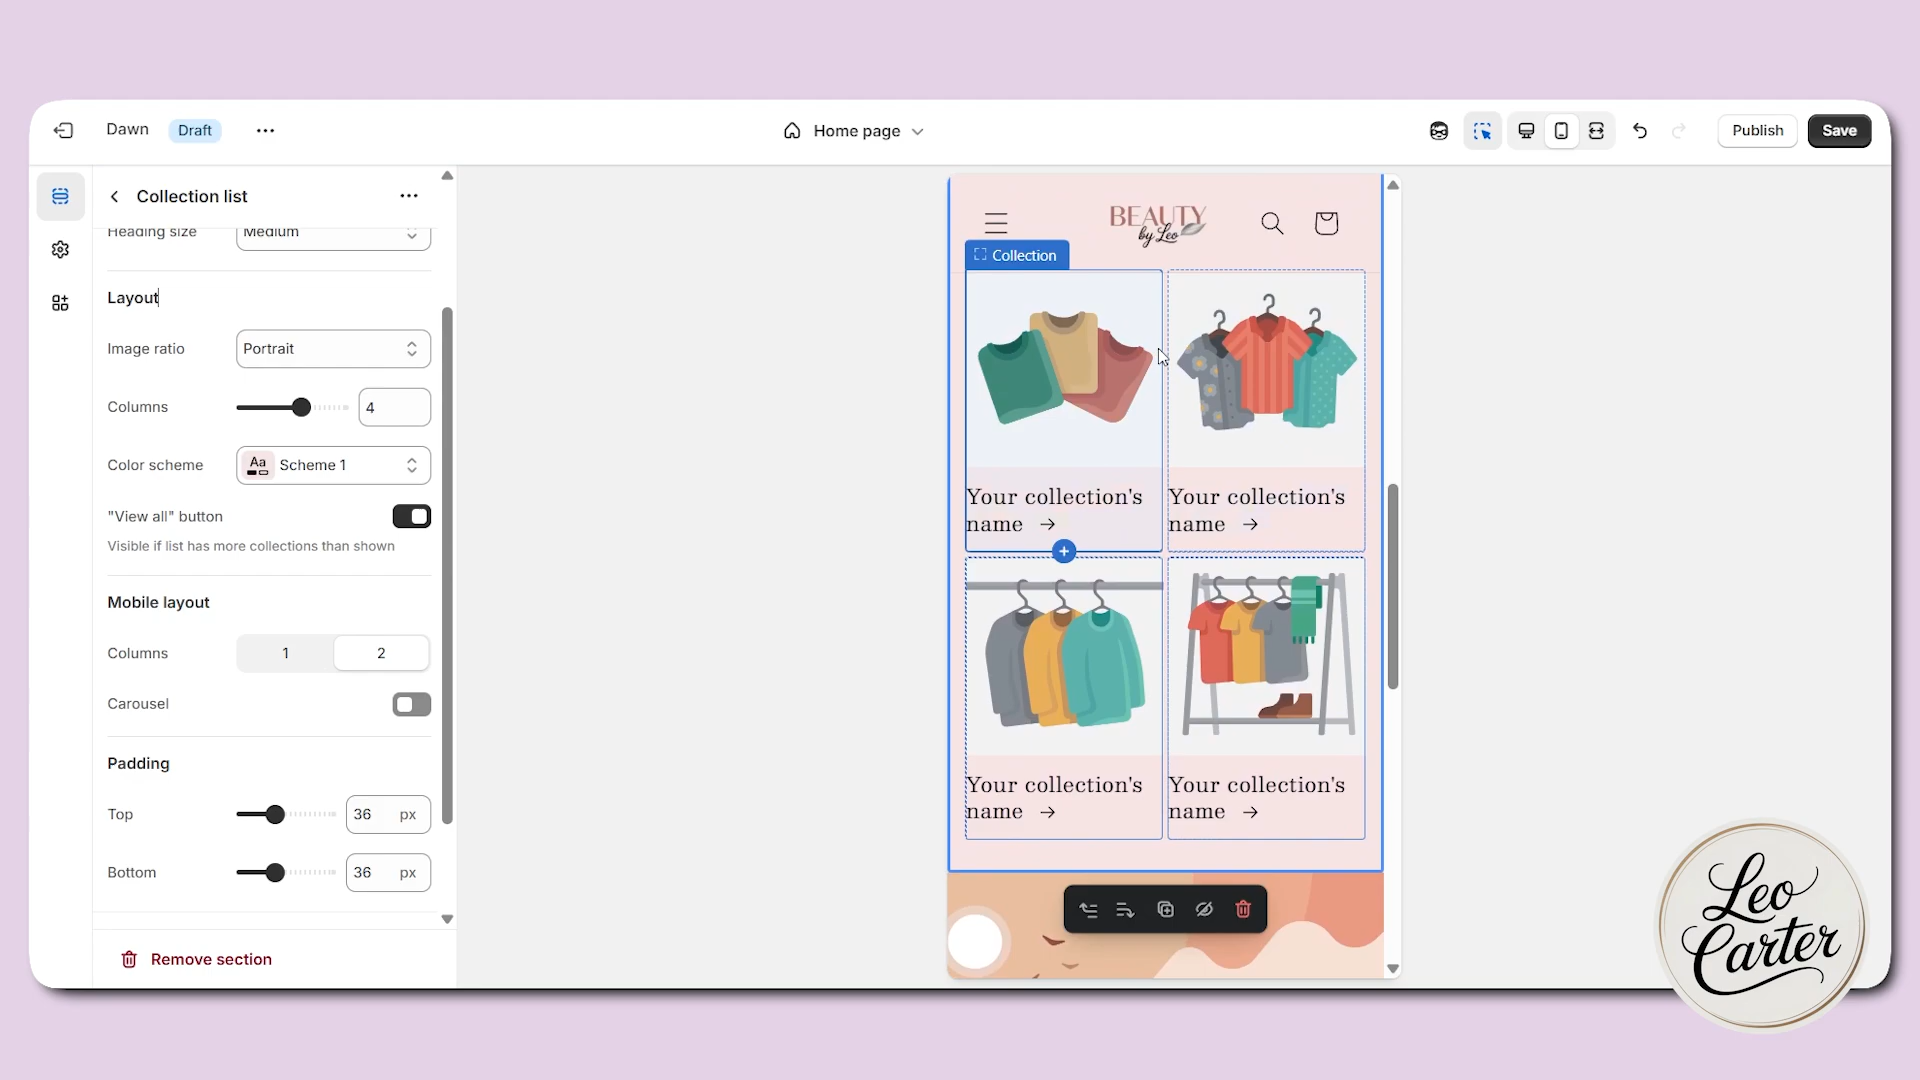 Dawn
Draft
Home page
Publish
Save
Collection list
Heading size
Medium
Layout
Image ratio
Portrait
Columns
4
Color scheme
Aa
Scheme 1
"View all" button
Visible if list has more collections than shown
Mobile layout
Columns
1
2
Carousel
Padding
Top
36 px
Bottom
36 px
Remove section
BEAUTY
by Leo
Collection
Your collection's
name →
Your collection's
name →
Your collection's
name →
Your collection's
name →
Leo
Carter